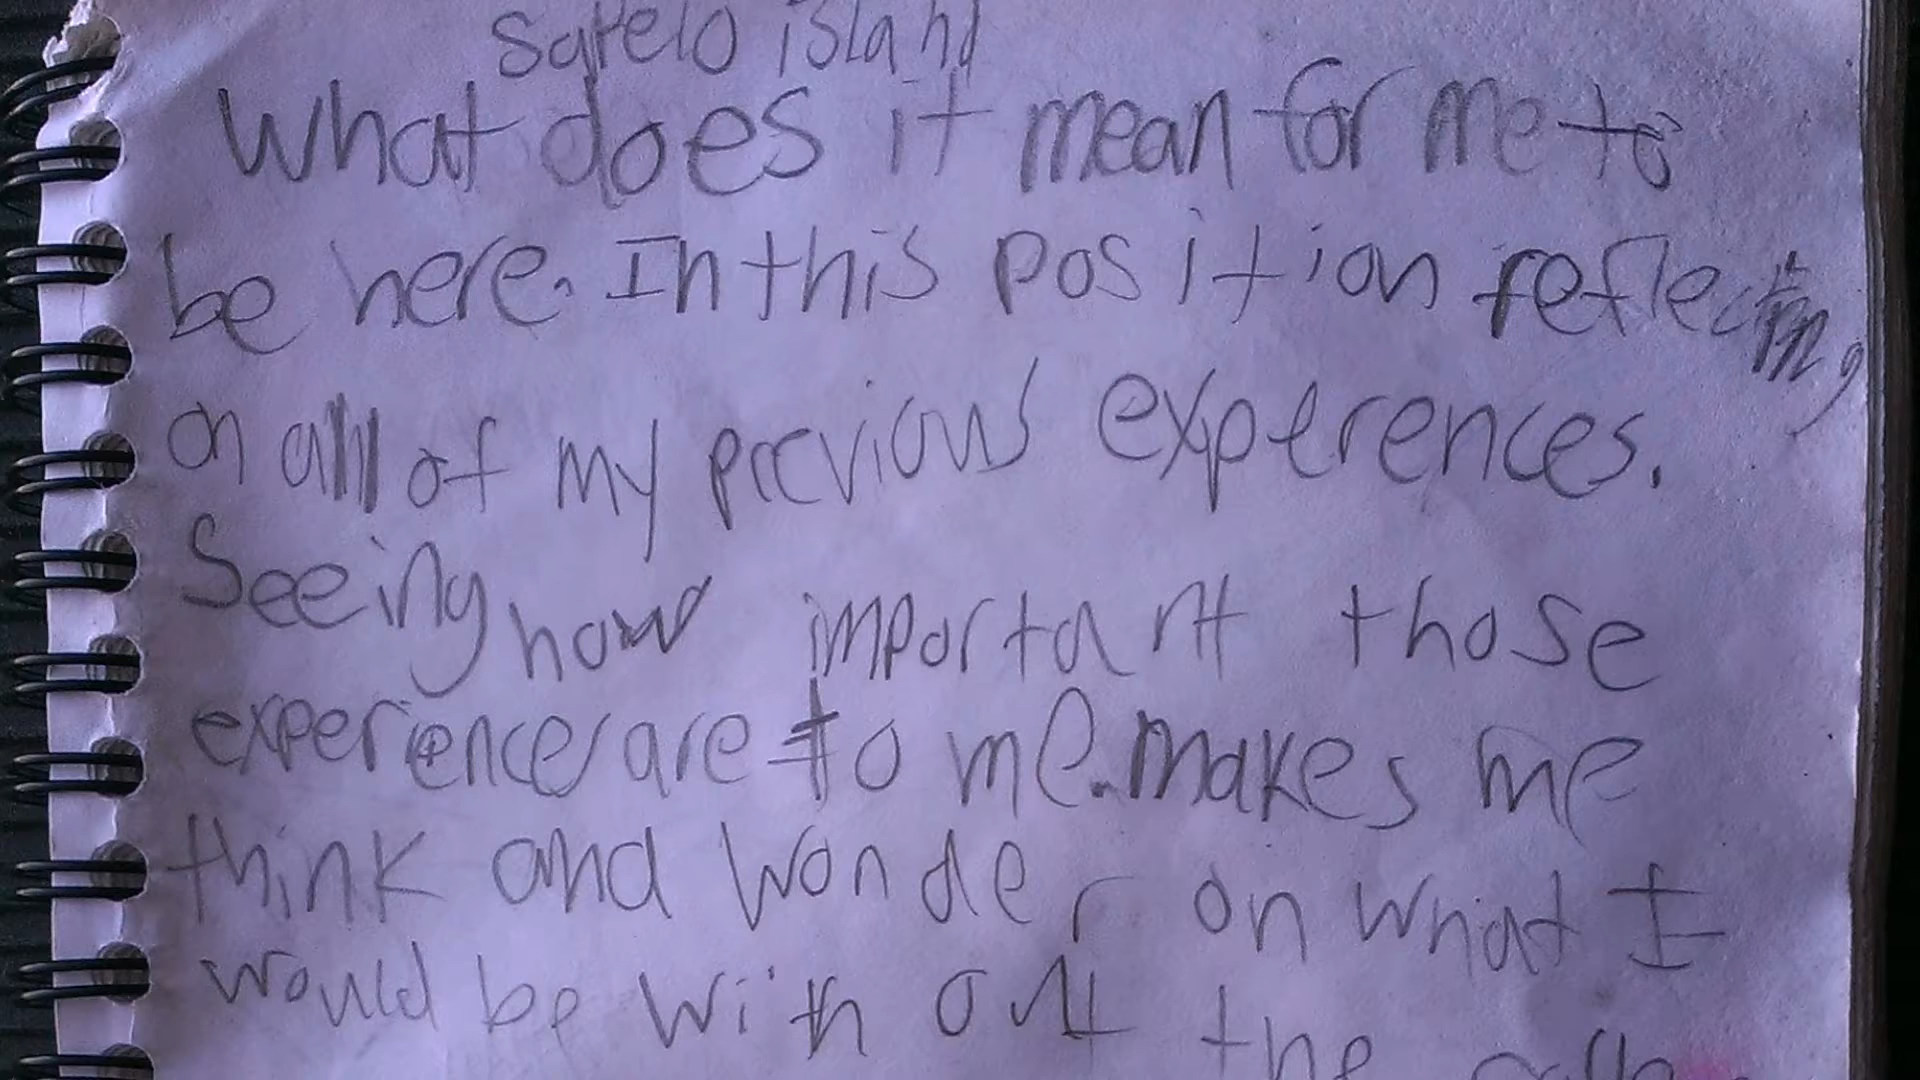 Sapelo island
What does it mean for me to
be here. In this position reflecting
on all of my previous experences.
Seeing how important those
experiences are to me. makes me
think and wonder on what I
would be with out the